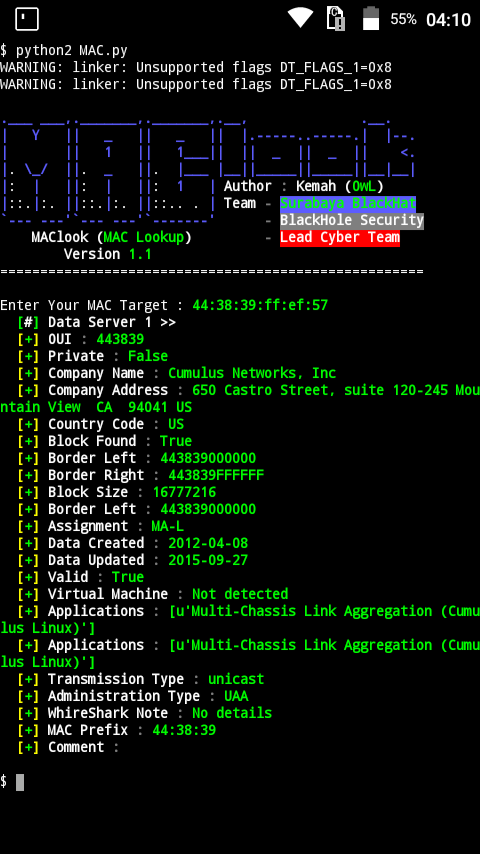 55% 04:10
$ python2 MAC.py
WARNING: linker: Unsupported flags DT_FLAGS_1=0x8
WARNING: linker: Unsupported flags DT_FLAGS_1=0x8
MAClook
Author : Kemah (OwL)
Team - Surabaya BlackHat
- BlackHole Security
MAClook (MAC Lookup) - Lead Cyber Team
Version 1.1
=====================================================
Enter Your MAC Target : 44:38:39:ff:ef:57
[#] Data Server 1 >>
[+] OUI : 443839
[+] Private : False
[+] Company Name : Cumulus Networks, Inc
[+] Company Address : 650 Castro Street, suite 120-245 Mou
ntain View  CA  94041 US
[+] Country Code : US
[+] Block Found : True
[+] Border Left : 443839000000
[+] Border Right : 443839FFFFFF
[+] Block Size : 16777216
[+] Border Left : 443839000000
[+] Assignment : MA-L
[+] Data Created : 2012-04-08
[+] Data Updated : 2015-09-27
[+] Valid : True
[+] Virtual Machine : Not detected
[+] Applications : [u'Multi-Chassis Link Aggregation (Cumu
lus Linux)']
[+] Applications : [u'Multi-Chassis Link Aggregation (Cumu
lus Linux)']
[+] Transmission Type : unicast
[+] Administration Type : UAA
[+] WhireShark Note : No details
[+] MAC Prefix : 44:38:39
[+] Comment :
$